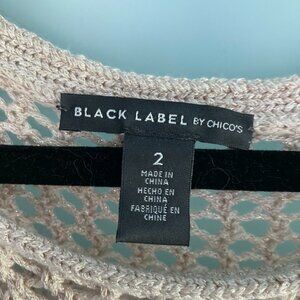 BLACK LABEL BY CHICO'S
2
MADE IN
CHINA
HECHO EN
CHINA
FABRIQUÉ EN
CHINE